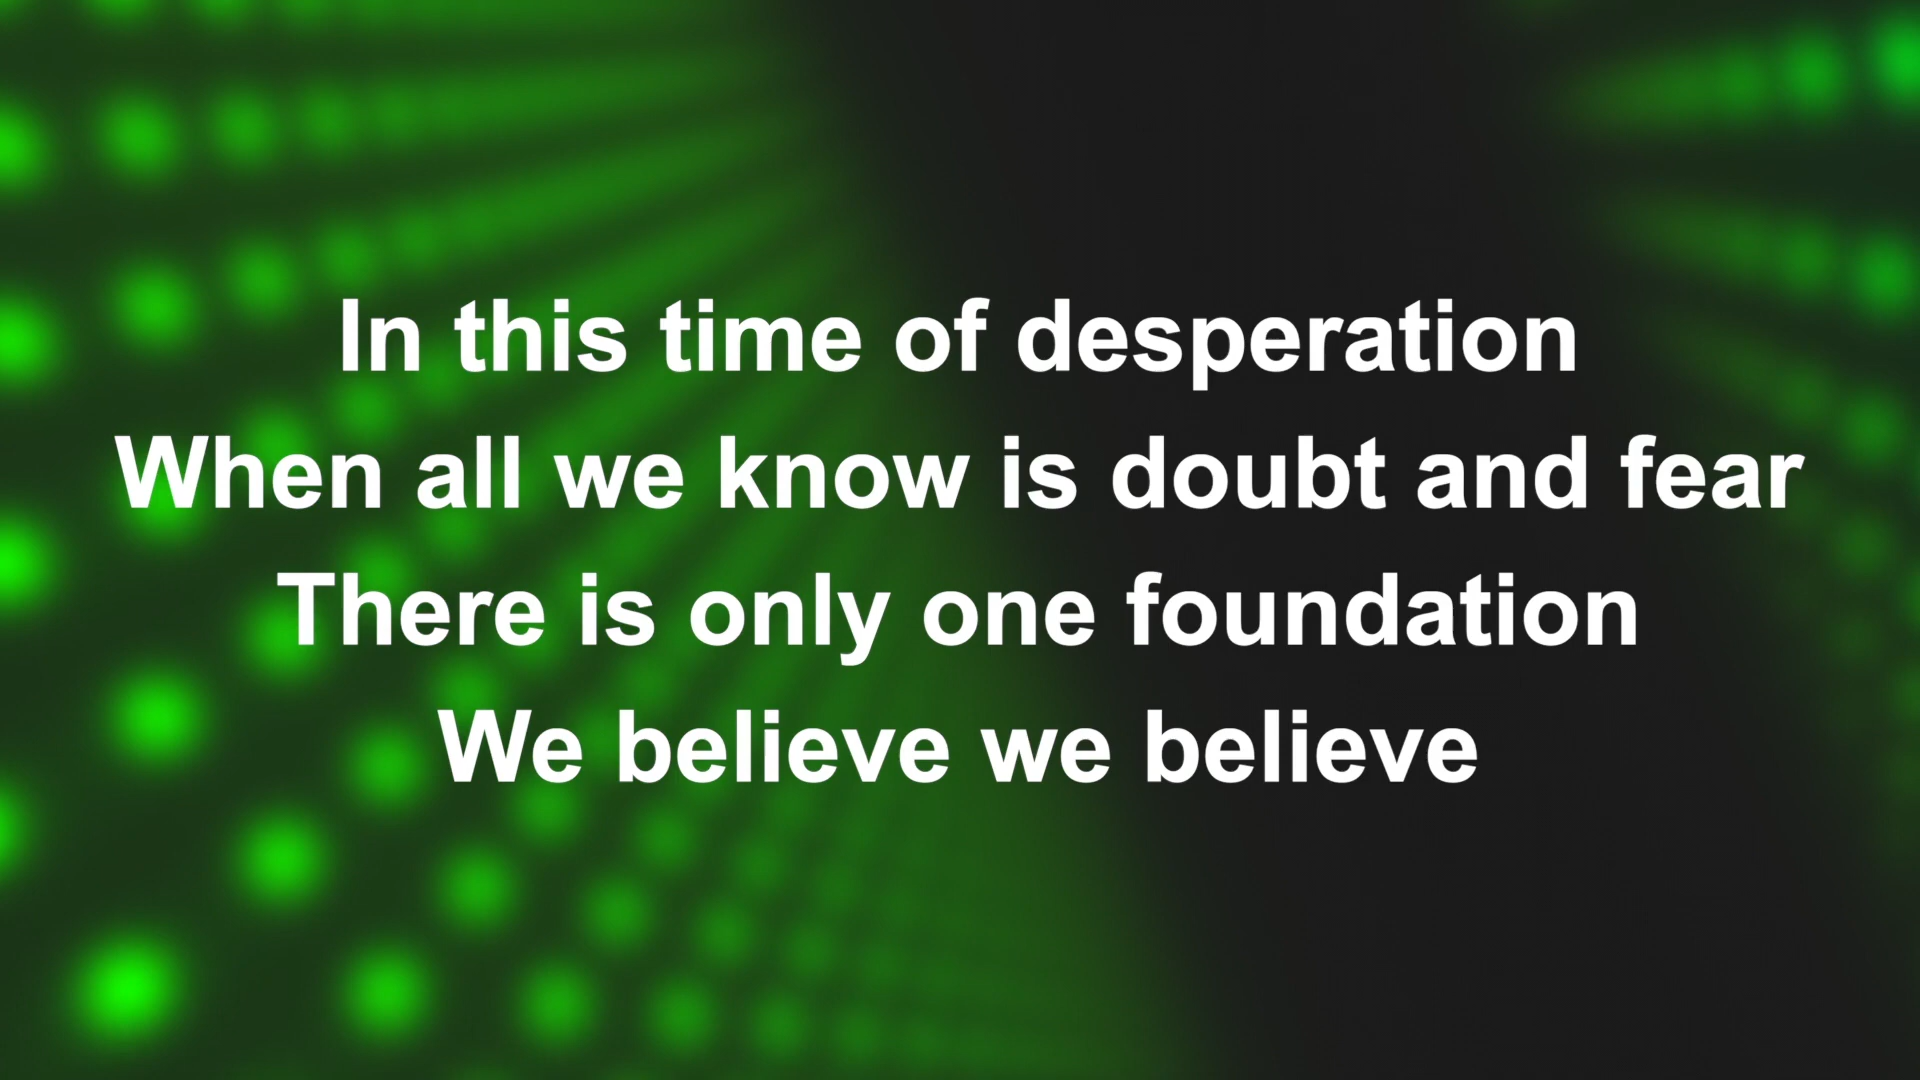 In this time of desperation
When all we know is doubt and fear
There is only one foundation
We believe we believe